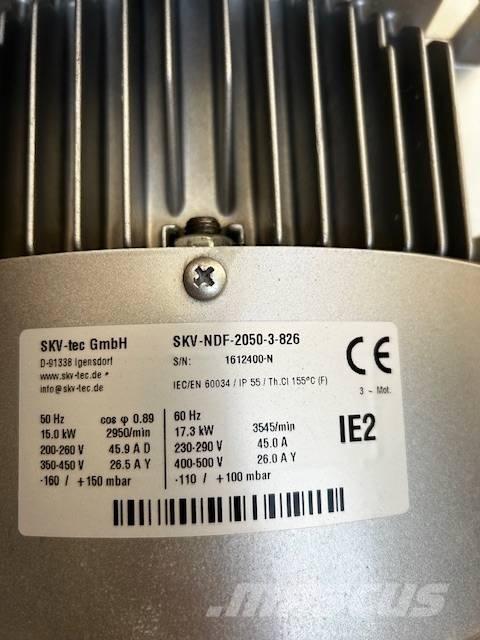 SKV-tec GmbH
D-91338 Igensdorf
www.skv-tec.de
info@skv-tec.de
SKV-NDF-2050-3-826
S/N: 1612400-N
IEC/EN 60034 / IP 55 / Th.Cl 155°C (F)
CE
3 ~ Mot.
50 Hz cos φ 0.89
15.0 kW 2950/min
200-260 V 45.9 A D
350-450 V 26.5 A Y
-160 / +150 mbar
60 Hz
17.3 kW 3545/min
230-290 V 45.0 A
400-500 V 26.0 A Y
-110 / +100 mbar
IE2
mascus